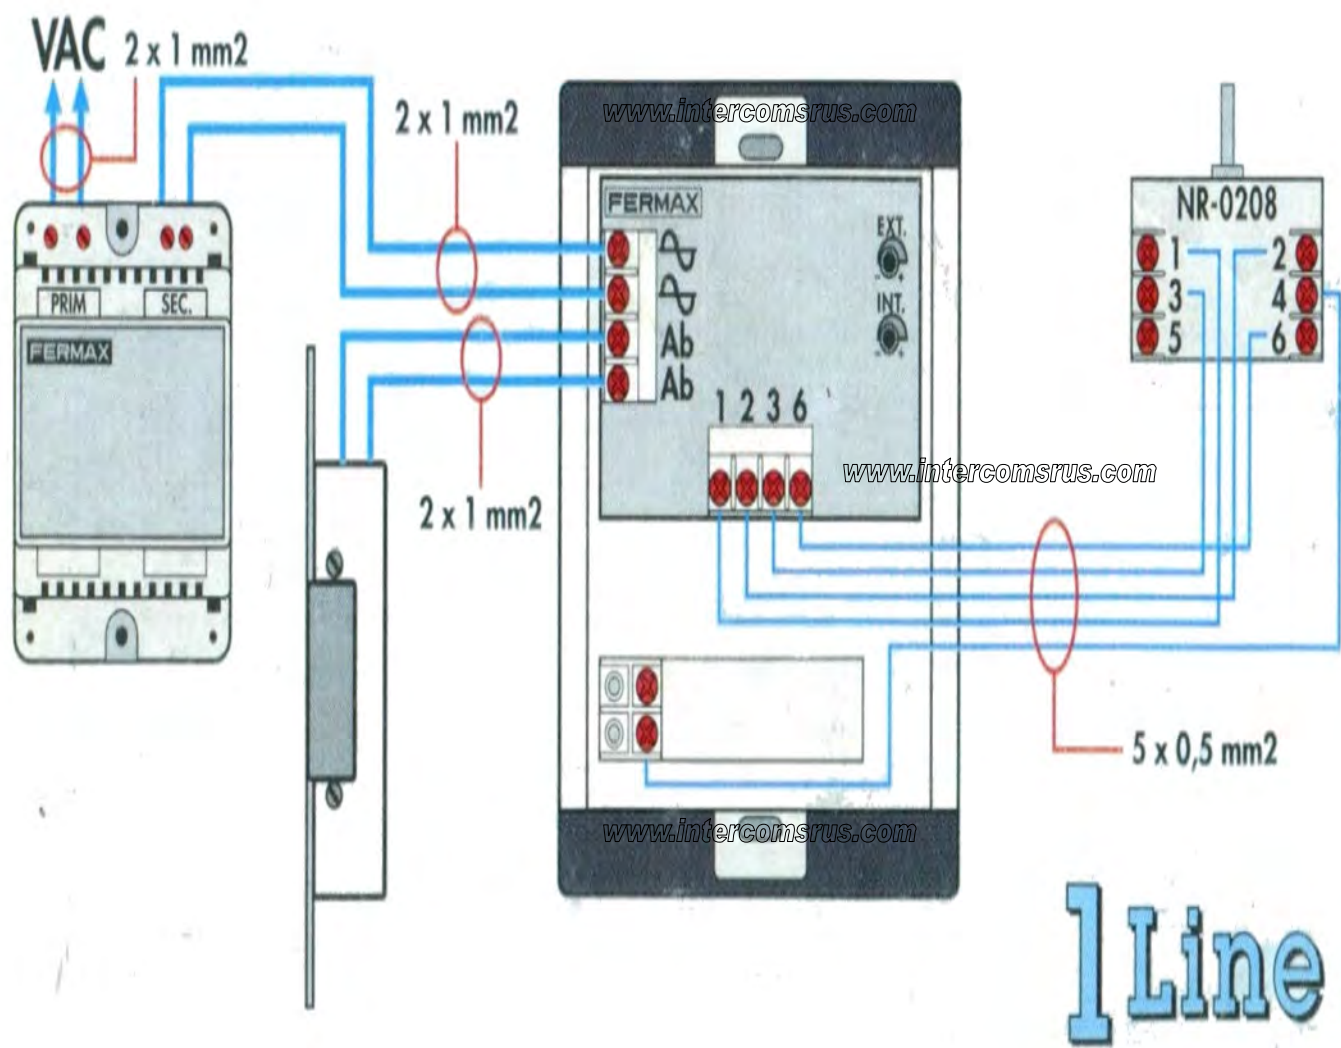 VAC 2 x 1 mm2
2 x 1 mm2
www.intercomsrus.com
NR-0208
FERMAX
EXT.
- +
INT.
- +
1 2
3 4
5 6
PRIM SEC.
FERMAX
Ab
Ab
1 2 3 6
www.intercomsrus.com
2 x 1 mm2
5 x 0,5 mm2
www.intercomsrus.com
1 Line